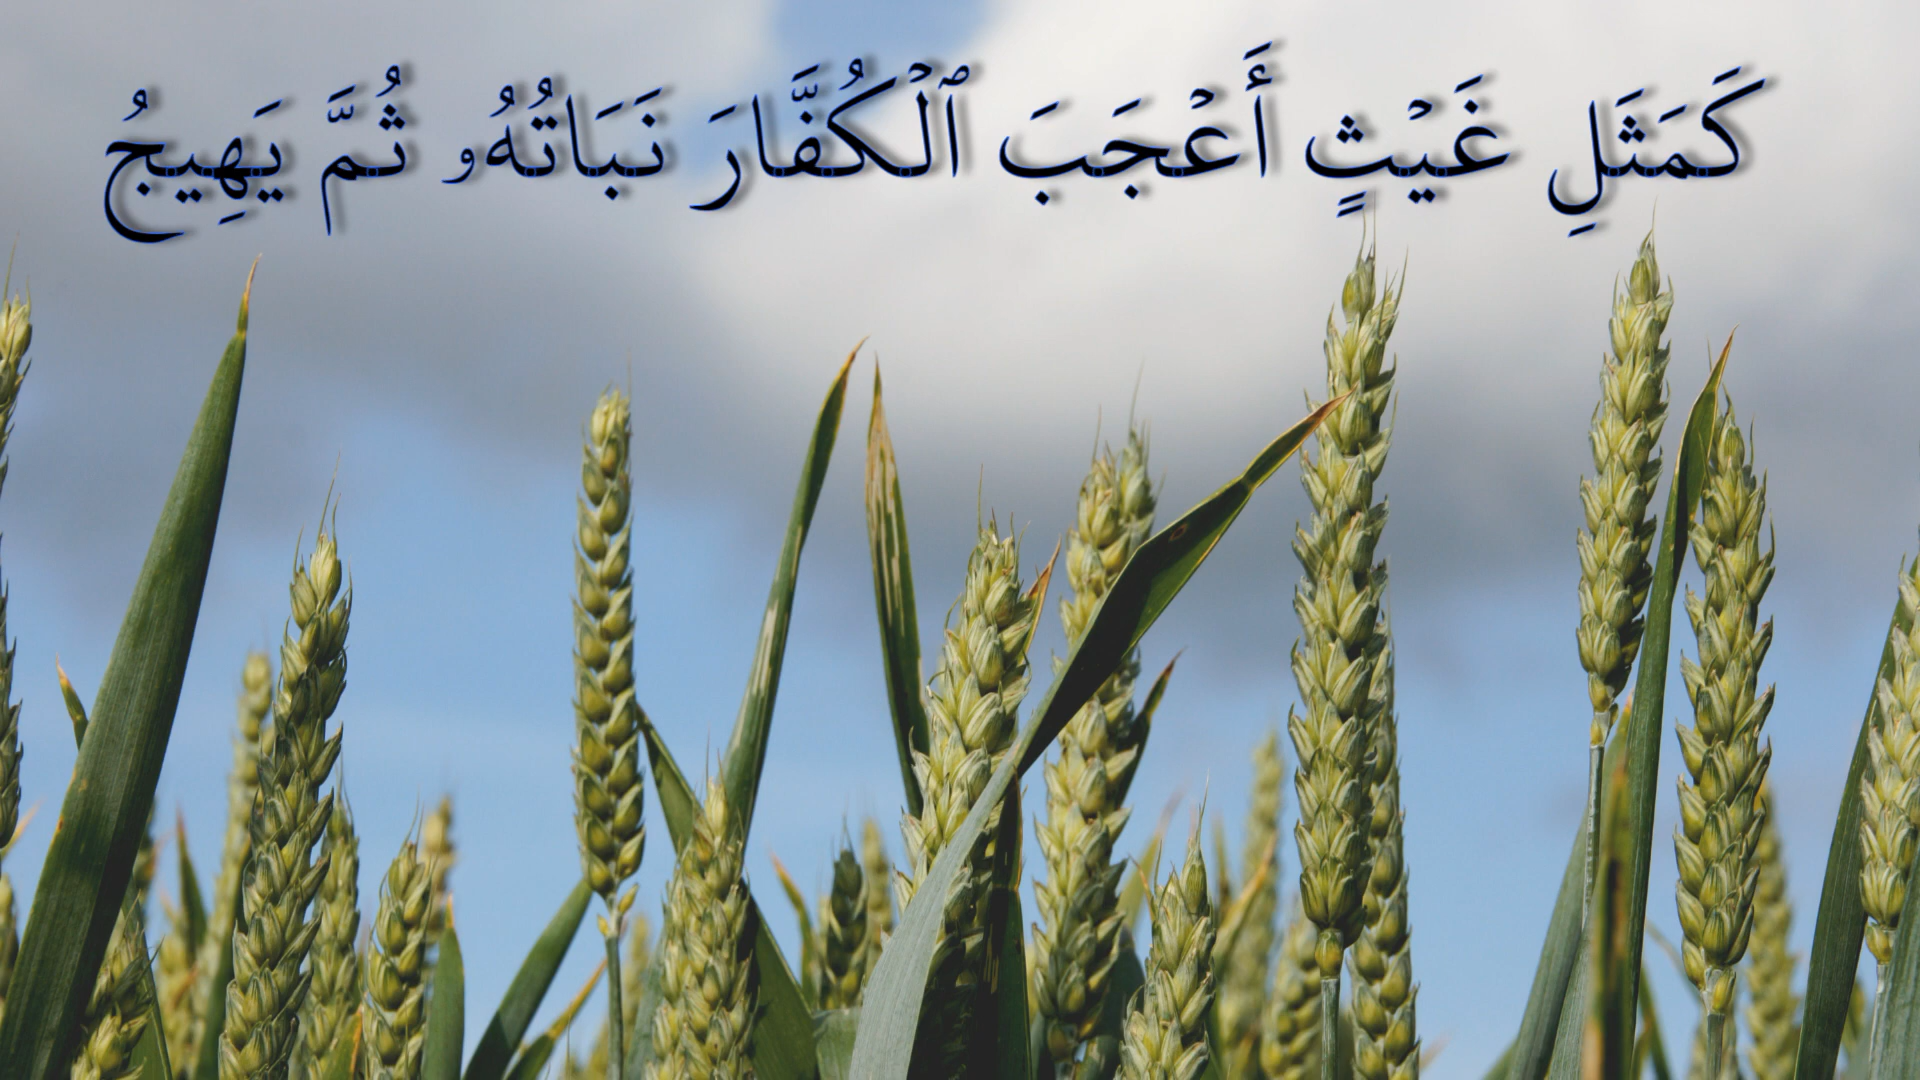 كَمَثَلِ غَيْثٍ أَعْجَبَ ٱلْكُفَّارَ نَبَاتُهُۥ ثُمَّ يَهِيجُ